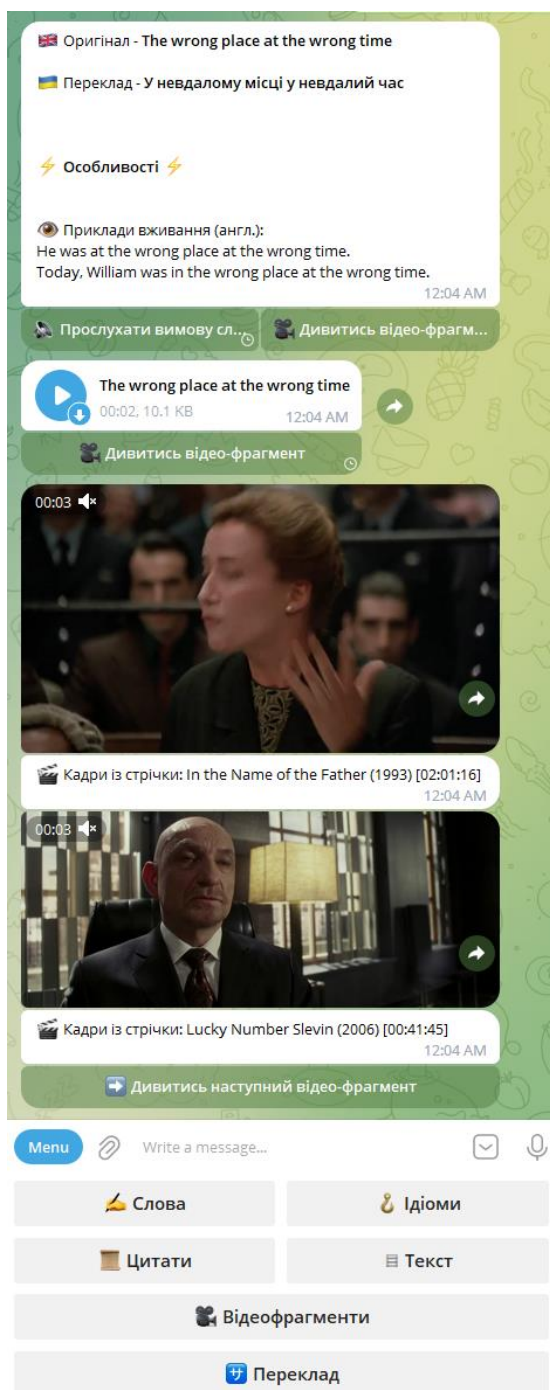 🇬🇧 Оригінал - The wrong place at the wrong time
🇺🇦 Переклад - У невдалому місці у невдалий час
⚡ Особливості ⚡
👁 Приклади вживання (англ.):
He was at the wrong place at the wrong time.
Today, William was in the wrong place at the wrong time.
12:04 AM
🔊 Прослухати вимову сл... 🎥 Дивитись відео-фрагм...
The wrong place at the wrong time
00:02, 10.1 KB 12:04 AM
🎥 Дивитись відео-фрагмент
00:03
🎬 Кадри із стрічки: In the Name of the Father (1993) [02:01:16]
12:04 AM
00:03
🎬 Кадри із стрічки: Lucky Number Slevin (2006) [00:41:45]
12:04 AM
➡ Дивитись наступний відео-фрагмент
Menu Write a message...
✍ Слова 🪝 Ідіоми
📜 Цитати 🗏 Текст
🎥 Відеофрагменти
🈂 Переклад